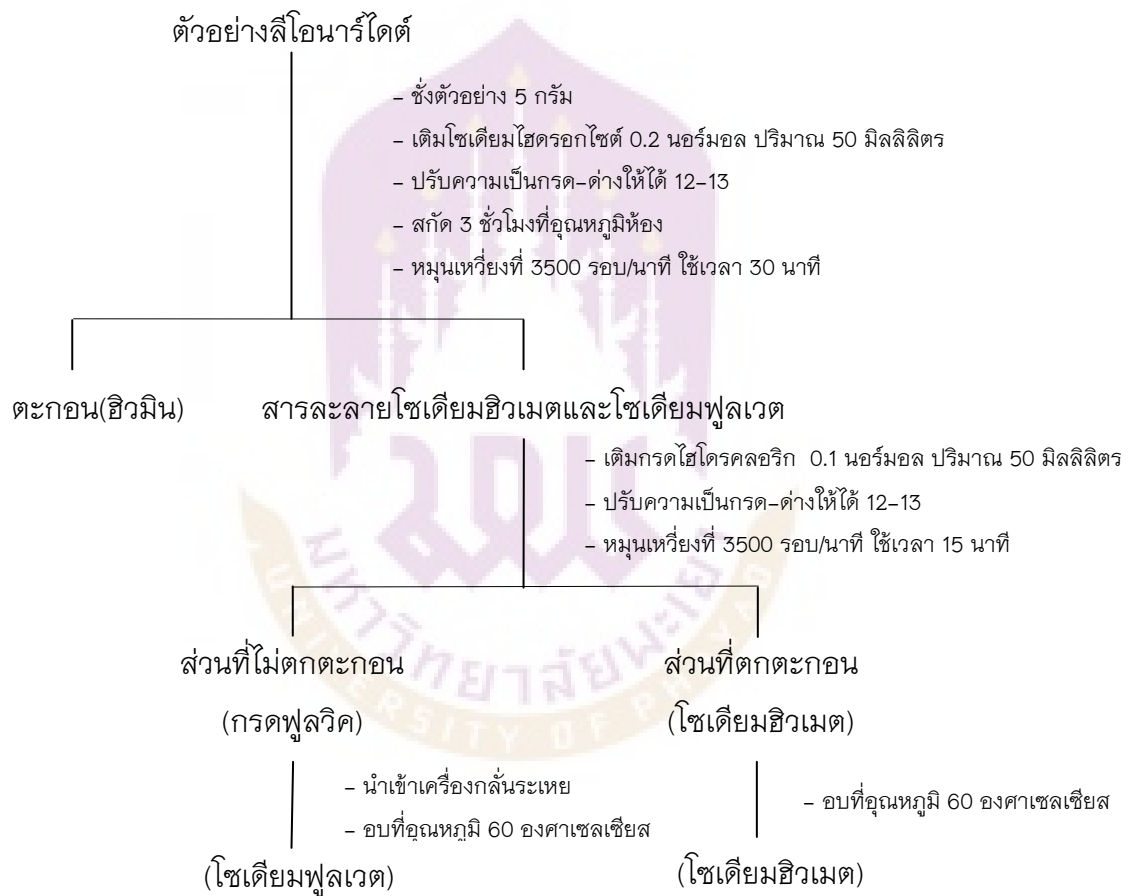 ตัวอย่างลีโอนาร์ไดต์
- ชั่งตัวอย่าง 5 กรัม
- เติมโซเดียมไฮดรอกไซต์ 0.2 นอร์มอล ปริมาณ 50 มิลลิลิตร
- ปรับความเป็นกรด-ด่างให้ได้ 12-13
- สกัด 3 ชั่วโมงที่อุณหภูมิห้อง
- หมุนเหวี่ยงที่ 3500 รอบ/นาที ใช้เวลา 30 นาที
ตะกอน(ฮิวมิน) สารละลายโซเดียมฮิวเมตและโซเดียมฟูลเวต
- เติมกรดไฮโดรคลอริก 0.1 นอร์มอล ปริมาณ 50 มิลลิลิตร
- ปรับความเป็นกรด-ด่างให้ได้ 12-13
- หมุนเหวี่ยงที่ 3500 รอบ/นาที ใช้เวลา 15 นาที
ส่วนที่ไม่ตกตะกอน ส่วนที่ตกตะกอน
(กรดฟูลวิค) (โซเดียมฮิวเมต)
- นำเข้าเครื่องกลั่นระเหย
- อบที่อุณหภูมิ 60 องศาเซลเซียส - อบที่อุณหภูมิ 60 องศาเซลเซียส
(โซเดียมฟูลเวต) (โซเดียมฮิวเมต)
มหาวิทยาลัยพะเยา
UNIVERSITY OF PHAYAO